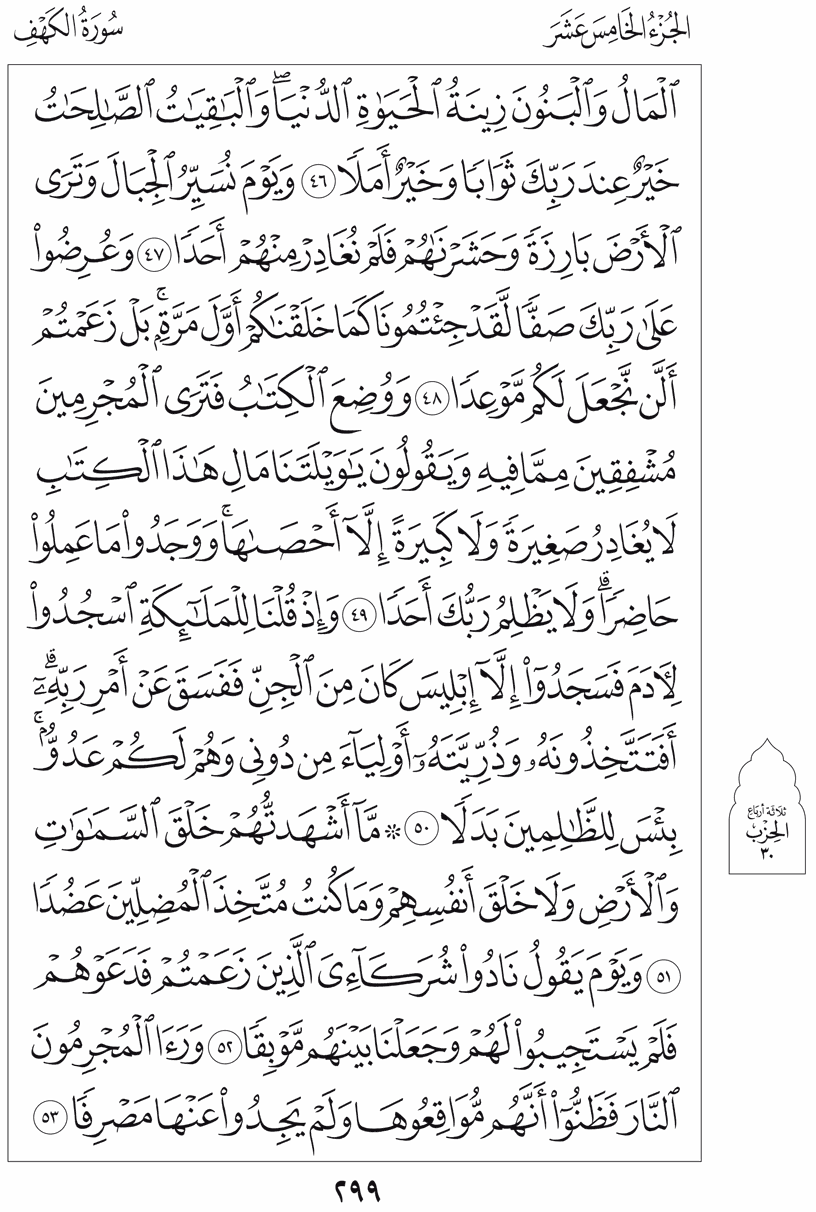 الجُزْءُ الخَامِسَ عَشَرَ
سُورَةُ الكَهْفِ
ٱلْمَالُ وَٱلْبَنُونَ زِينَةُ ٱلْحَيَوٰةِ ٱلدُّنْيَاۖ وَٱلْبَٰقِيَٰتُ ٱلصَّٰلِحَٰتُ
خَيْرٌ عِندَ رَبِّكَ ثَوَابًا وَخَيْرٌ أَمَلًا ٤٦ وَيَوْمَ نُسَيِّرُ ٱلْجِبَالَ وَتَرَى
ٱلْأَرْضَ بَارِزَةً وَحَشَرْنَٰهُمْ فَلَمْ نُغَادِرْ مِنْهُمْ أَحَدًا ٤٧ وَعُرِضُوا۟
عَلَىٰ رَبِّكَ صَفًّا لَّقَدْ جِئْتُمُونَا كَمَا خَلَقْنَٰكُمْ أَوَّلَ مَرَّةٍۭۚ بَلْ زَعَمْتُمْ
أَلَّن نَّجْعَلَ لَكُم مَّوْعِدًا ٤٨ وَوُضِعَ ٱلْكِتَٰبُ فَتَرَى ٱلْمُجْرِمِينَ
مُشْفِقِينَ مِمَّا فِيهِ وَيَقُولُونَ يَٰوَيْلَتَنَا مَالِ هَٰذَا ٱلْكِتَٰبِ
لَا يُغَادِرُ صَغِيرَةً وَلَا كَبِيرَةً إِلَّآ أَحْصَىٰهَاۚ وَوَجَدُوا۟ مَا عَمِلُوا۟
حَاضِرًاۗ وَلَا يَظْلِمُ رَبُّكَ أَحَدًا ٤٩ وَإِذْ قُلْنَا لِلْمَلَٰٓئِكَةِ ٱسْجُدُوا۟
لِأٓدَمَ فَسَجَدُوٓا۟ إِلَّآ إِبْلِيسَ كَانَ مِنَ ٱلْجِنِّ فَفَسَقَ عَنْ أَمْرِ رَبِّهِۦٓۗ
أَفَتَتَّخِذُونَهُۥ وَذُرِّيَّتَهُۥٓ أَوْلِيَآءَ مِن دُونِى وَهُمْ لَكُمْ عَدُوٌّۢۚ
بِئْسَ لِلظَّٰلِمِينَ بَدَلًا ٥٠ ۞ مَّآ أَشْهَدتُّهُمْ خَلْقَ ٱلسَّمَٰوَٰتِ
وَٱلْأَرْضِ وَلَا خَلْقَ أَنفُسِهِمْ وَمَا كُنتُ مُتَّخِذَ ٱلْمُضِلِّينَ عَضُدًا
٥١ وَيَوْمَ يَقُولُ نَادُوا۟ شُرَكَآءِىَ ٱلَّذِينَ زَعَمْتُمْ فَدَعَوْهُمْ
فَلَمْ يَسْتَجِيبُوا۟ لَهُمْ وَجَعَلْنَا بَيْنَهُم مَّوْبِقًا ٥٢ وَرَءَا ٱلْمُجْرِمُونَ
ٱلنَّارَ فَظَنُّوٓا۟ أَنَّهُم مُّوَاقِعُوهَا وَلَمْ يَجِدُوا۟ عَنْهَا مَصْرِفًا ٥٣
ثلاثة أرباع
الحِزْب
٣٠
٢٩٩